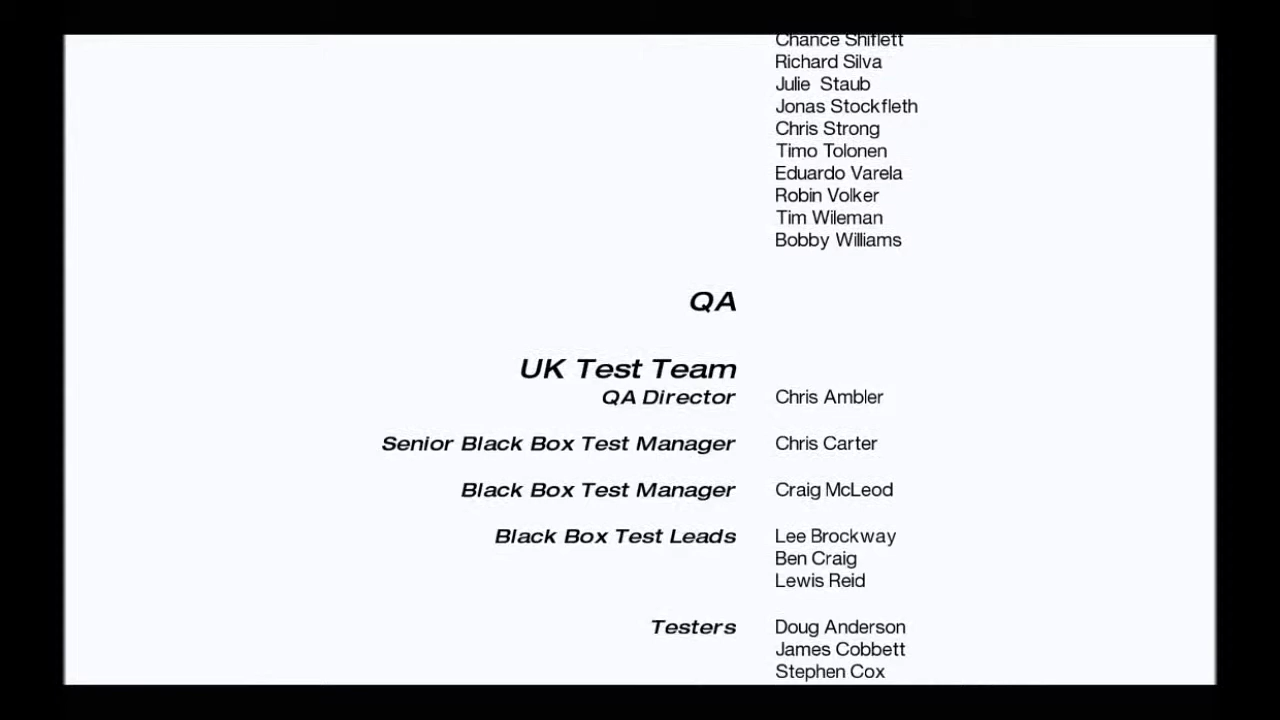 Chance Shiflett
Richard Silva
Julie  Staub
Jonas Stockfleth
Chris Strong
Timo Tolonen
Eduardo Varela
Robin Volker
Tim Wileman
Bobby Williams
QA
UK Test Team
QA Director Chris Ambler
Senior Black Box Test Manager Chris Carter
Black Box Test Manager Craig McLeod
Black Box Test Leads Lee Brockway
Ben Craig
Lewis Reid
Testers Doug Anderson
James Cobbett
Stephen Cox